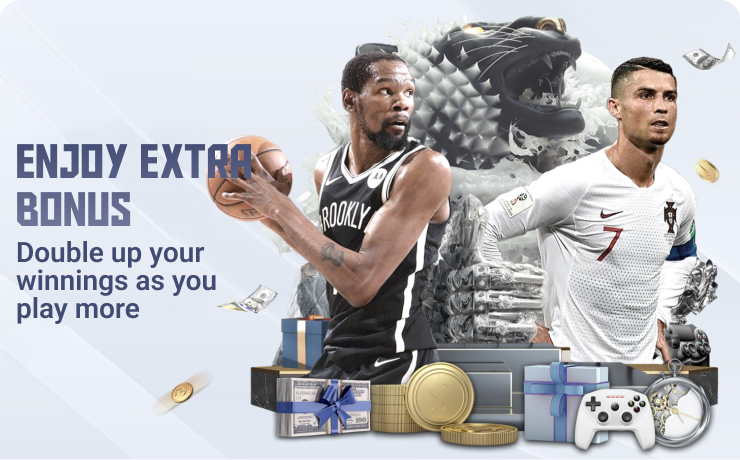 ENJOY EXTRA
BONUS
Double up your
winnings as you
play more
ROOKLY
7